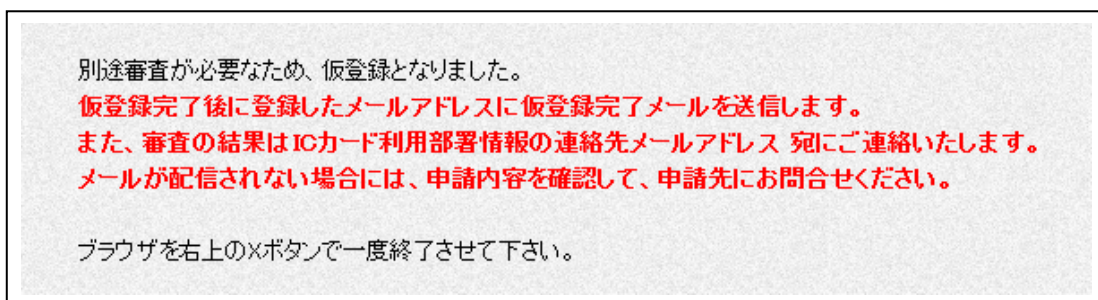 別途審査が必要なため、仮登録となりました。
仮登録完了後に登録したメールアドレスに仮登録完了メールを送信します。
また、審査の結果はICカード利用部署情報の連絡先メールアドレス 宛にご連絡いたします。
メールが配信されない場合には、申請内容を確認して、申請先にお問合せください。
ブラウザを右上のXボタンで一度終了させて下さい。